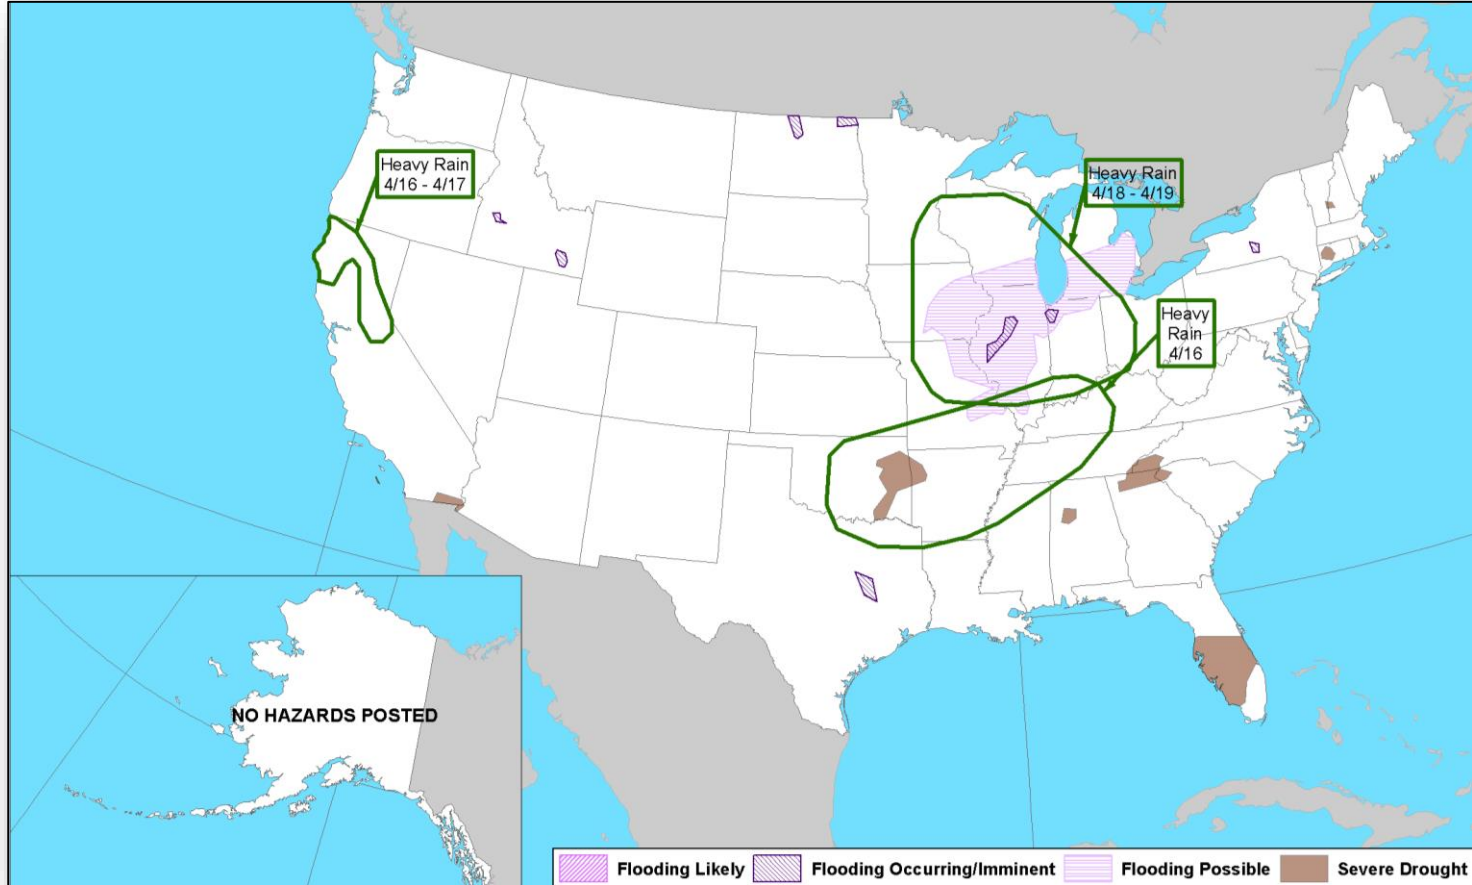 Heavy Rain
4/16 - 4/17
Heavy Rain
4/18 - 4/19
Heavy
Rain
4/16
NO HAZARDS POSTED
Flooding Likely
Flooding Occurring/Imminent
Flooding Possible
Severe Drought